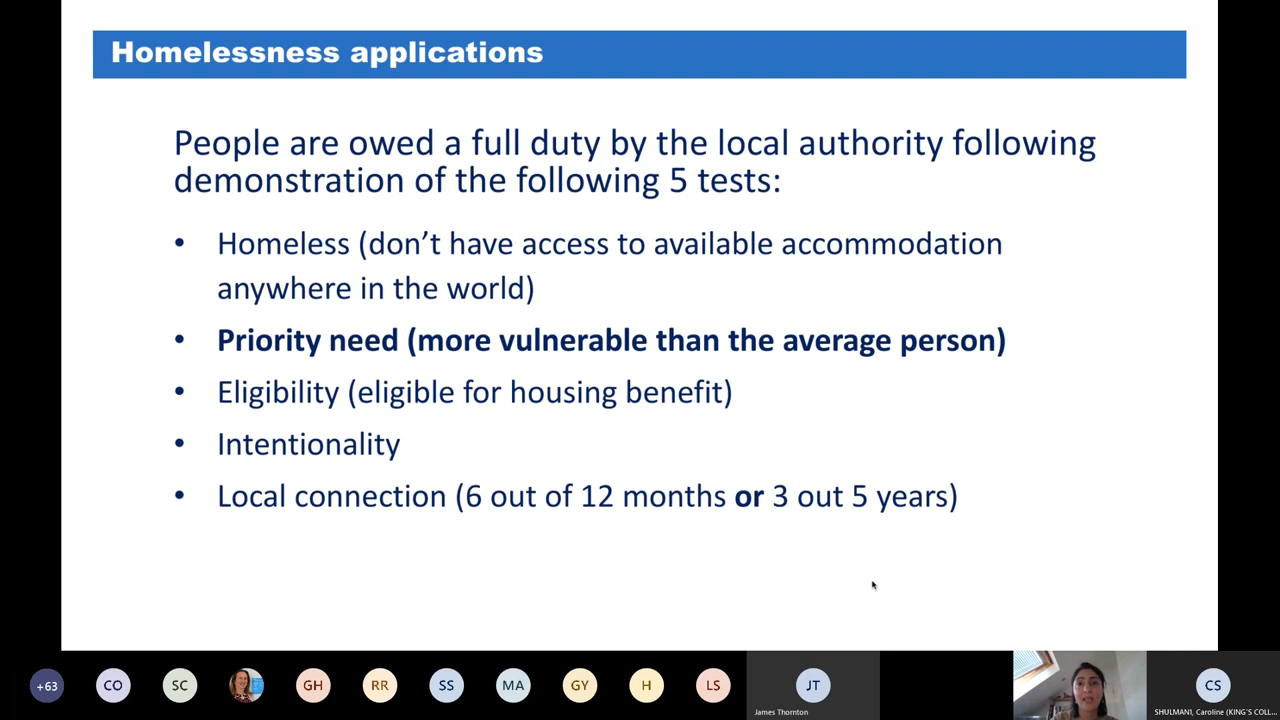 Homelessness applications
People are owed a full duty by the local authority following
demonstration of the following 5 tests:
• Homeless (don’t have access to available accommodation
anywhere in the world)
• Priority need (more vulnerable than the average person)
• Eligibility (eligible for housing benefit)
• Intentionality
• Local connection (6 out of 12 months or 3 out 5 years)
+63 CO SC GH RR SS MA GY H LS JT CS
James Thornton
SHULMAN, Caroline (KING'S COLL...